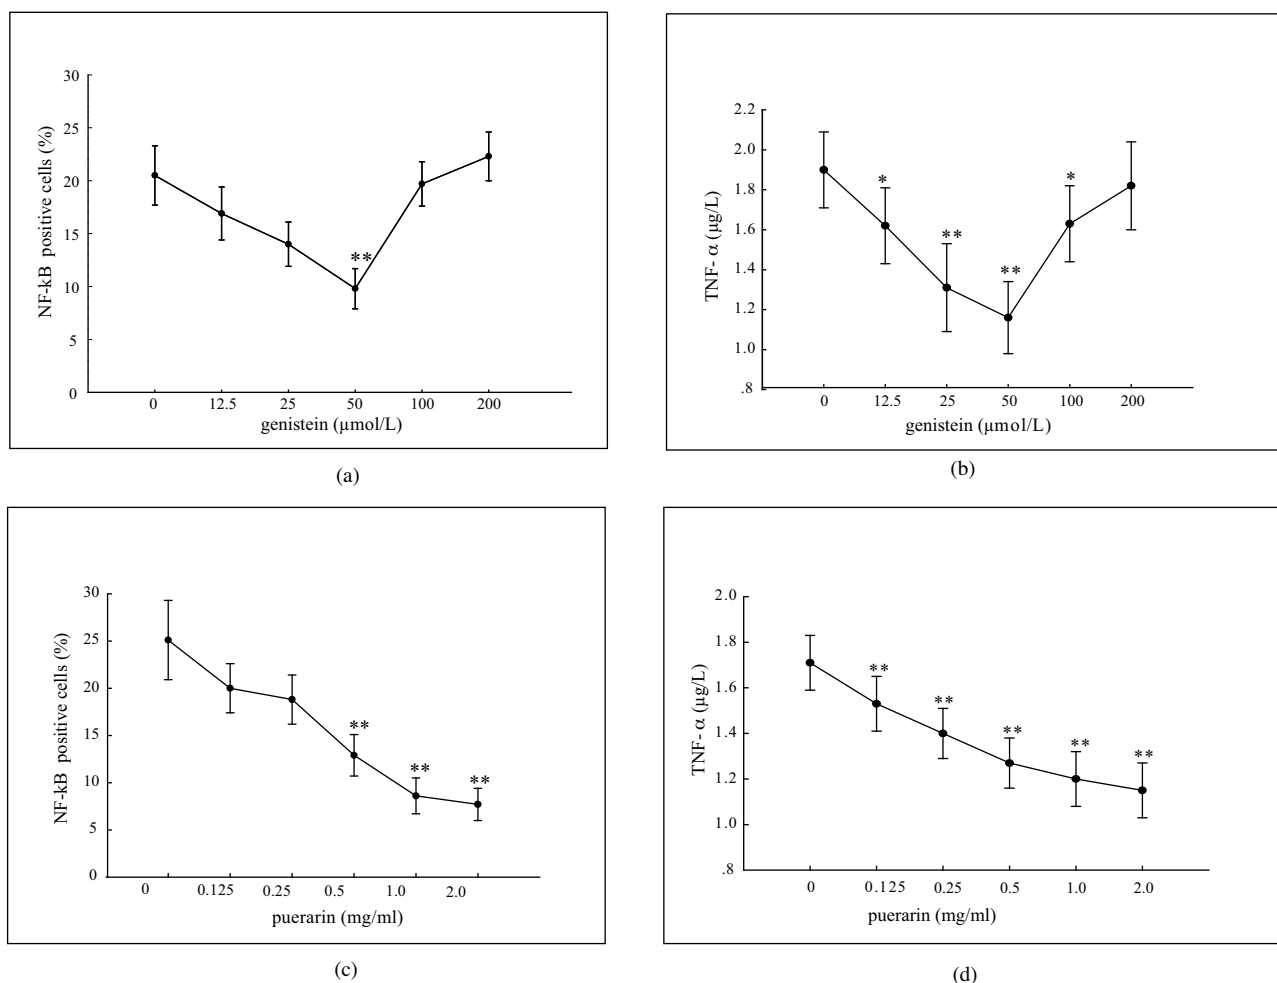 30
25
20
15
10
5
0
NF-kB positive cells (%)
**
0 12.5 25 50 100 200
genistein (μmol/L)
(a)
2.2
2.0
1.8
1.6
1.4
1.2
1.0
.8
TNF- α (μg/L)
* ** ** *
0 12.5 25 50 100 200
genistein (μmol/L)
(b)
30
25
20
15
10
5
0
NF-kB positive cells (%)
** ** **
0 0.125 0.25 0.5 1.0 2.0
puerarin (mg/ml)
(c)
2.0
1.8
1.6
1.4
1.2
1.0
.8
TNF- α (μg/L)
** ** ** ** **
0 0.125 0.25 0.5 1.0 2.0
puerarin (mg/ml)
(d)